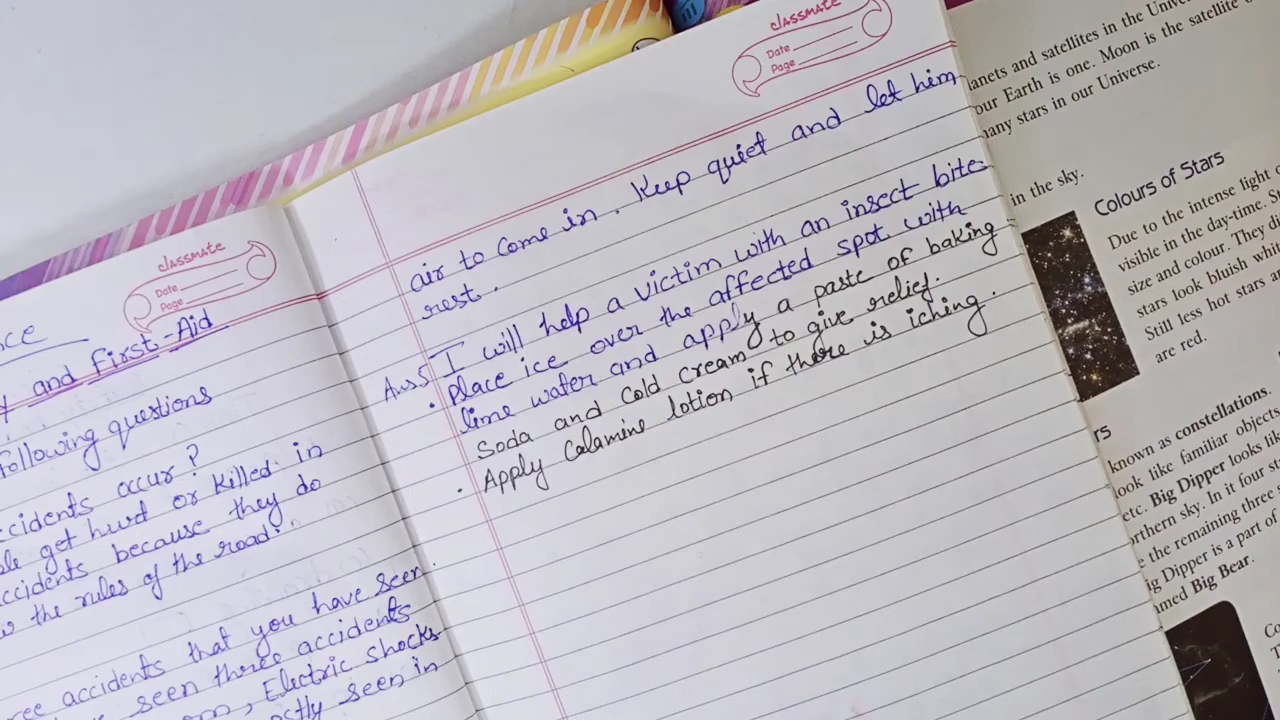 classmate
Date
Page
and First-Aid
following questions
accidents occur?
get hurt or killed in
accidents because they do
the rules of the road.
accidents that you have seen.
seen three accidents
Electric shocks
seen in
classmate
Date
Page
air to come in. Keep quiet and let him
rest.
Ans5 I will help a victim with an insect bite
. Place ice over the affected spot with
lime water and apply a paste of baking
Soda and Cold cream to give relief.
. Apply Calamine lotion if there is iching.
planets and satellites in the
our Earth is one. Moon is the satellite
many stars in our Universe.
in the sky.
Colours of Stars
Due to the intense light
visible in the day-time.
size and colour. They
stars look bluish
Still less hot stars
are red.
known as constellations.
look like familiar objects
etc. Big Dipper looks
northern sky. In it four
the remaining three
Big Dipper is a part of
named Big Bear.